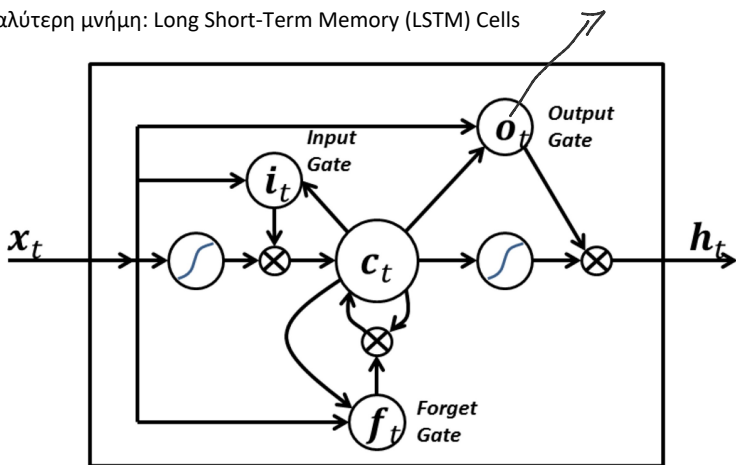 αλύτερη μνήμη: Long Short-Term Memory (LSTM) Cells
Output
Gate
o_t
Input
Gate
i_t
x_t
c_t
h_t
Forget
Gate
f_t